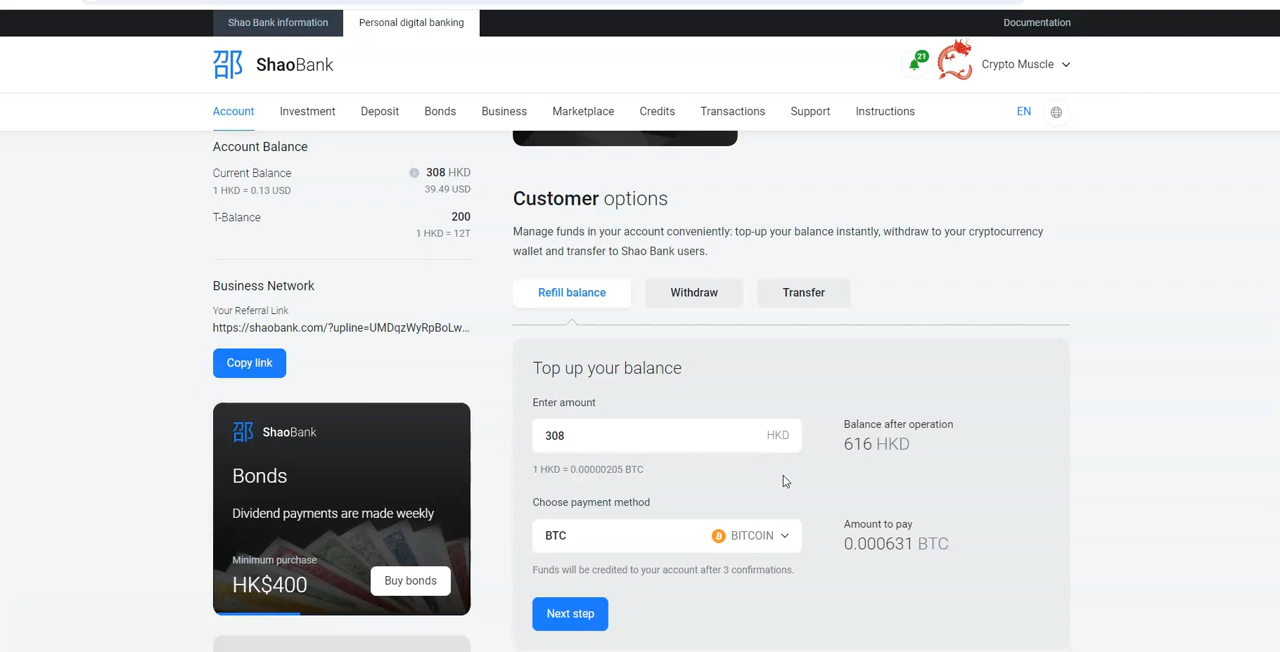 Shao Bank information
Personal digital banking
Documentation
邵 ShaoBank
21
Crypto Muscle
Account Investment Deposit Bonds Business Marketplace Credits Transactions Support Instructions EN
Account Balance
Current Balance 308 HKD
1 HKD = 0.13 USD 39.49 USD
T-Balance 200
1 HKD = 12T
Business Network
Your Referral Link
https://shaobank.com/?upline=UMDqzWyRpBoLw...
Copy link
邵 ShaoBank
Bonds
Dividend payments are made weekly
Minimum purchase
HK$400
Buy bonds
Customer options
Manage funds in your account conveniently: top-up your balance instantly, withdraw to your cryptocurrency
wallet and transfer to Shao Bank users.
Refill balance Withdraw Transfer
Top up your balance
Enter amount
308 HKD
1 HKD = 0.00000205 BTC
Balance after operation
616 HKD
Choose payment method
BTC BITCOIN
Funds will be credited to your account after 3 confirmations.
Amount to pay
0.000631 BTC
Next step